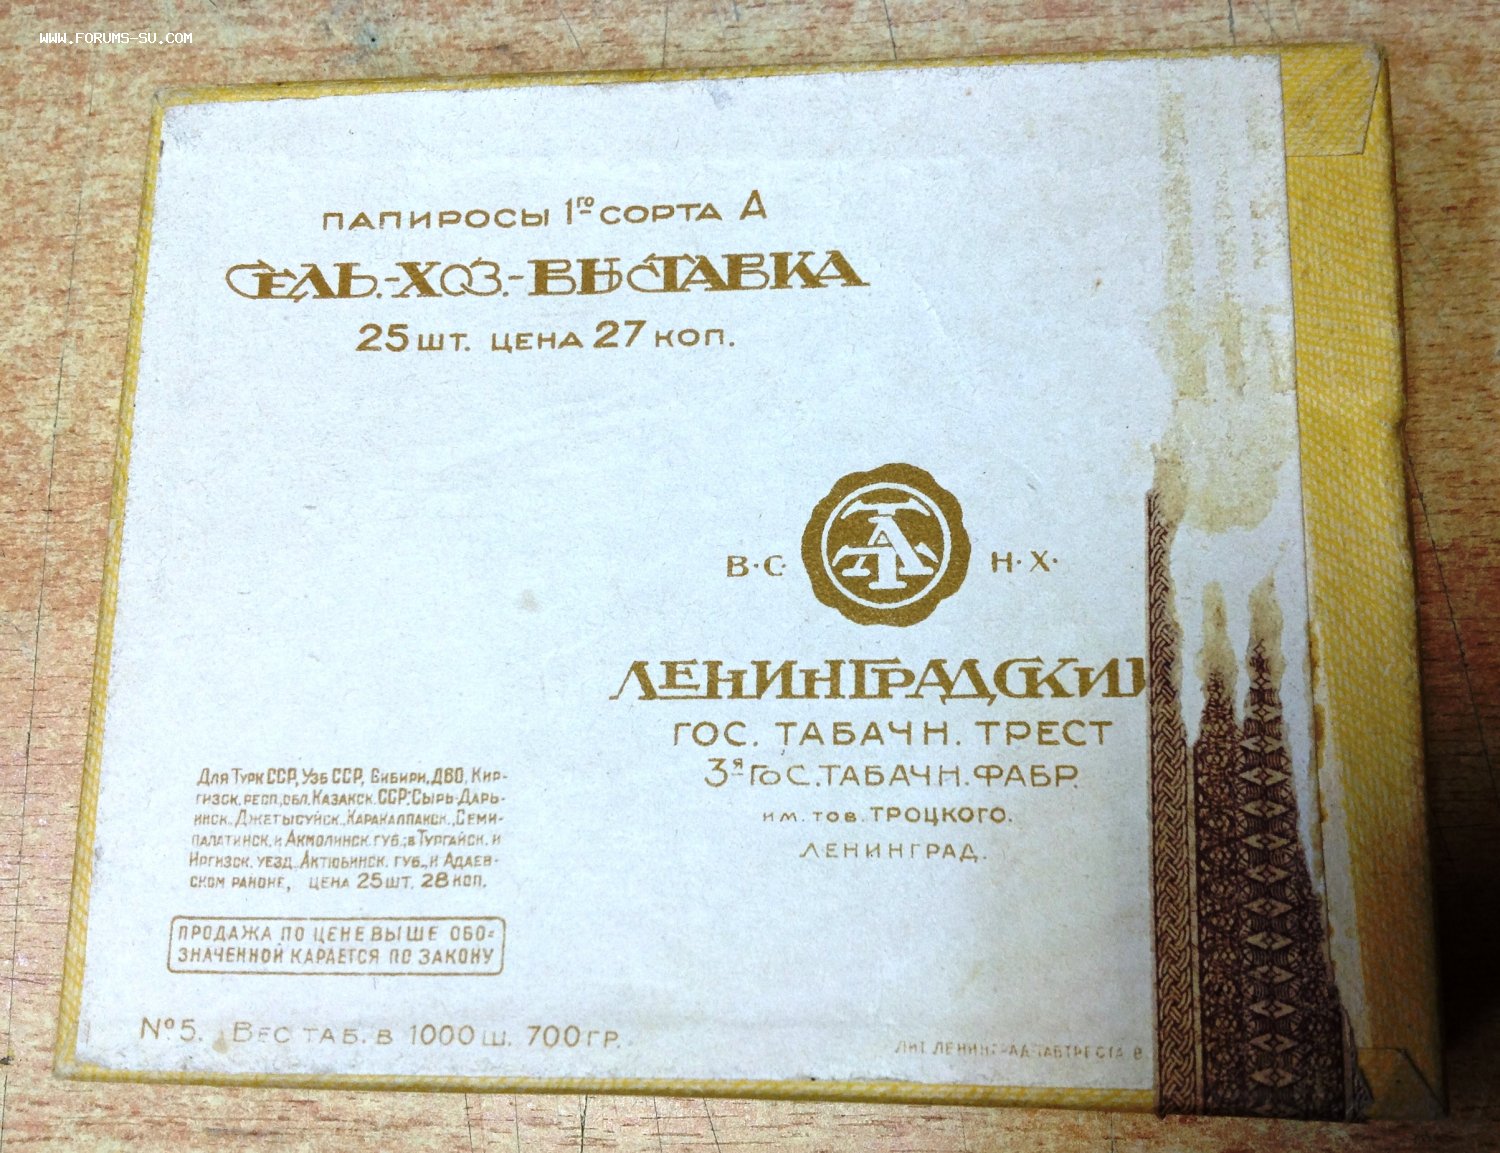 WWW.FORUMS-SU.COM
ПАПИРОСЫ 1го СОРТА А
СЕЛЬ.-ХОЗ.-ВЫСТАВКА
25 ШТ. ЦЕНА 27 КОП.
В·С· Н·Х·
ЛЕНИНГРАДСКИЙ
ГОС. ТАБАЧН. ТРЕСТ
3я ГОС. ТАБАЧН. ФАБР.
ИМ. ТОВ. ТРОЦКОГО.
ЛЕНИНГРАД.
Для Турк ССР, Узб ССР, Сибири, ДВО, Кир-
гизск. респ., обл. Казакск. ССР: Сырь-Дарь-
инск., Джетысуйск., Каракалпакск., Семи-
палатинск. и Акмолинск. губ.; в Тургайск. и
Иргизск. уезд. Актюбинск. губ., и Адаев-
ском районе, цена 25 шт. 28 коп.
ПРОДАЖА ПО ЦЕНЕ ВЫШЕ ОБО-
ЗНАЧЕННОЙ КАРАЕТСЯ ПО ЗАКОНУ
№ 5. Вес таб. в 1000 ш. 700 гр.
ЛИТ. ЛЕНИНГРАДТАБТРЕСТА В